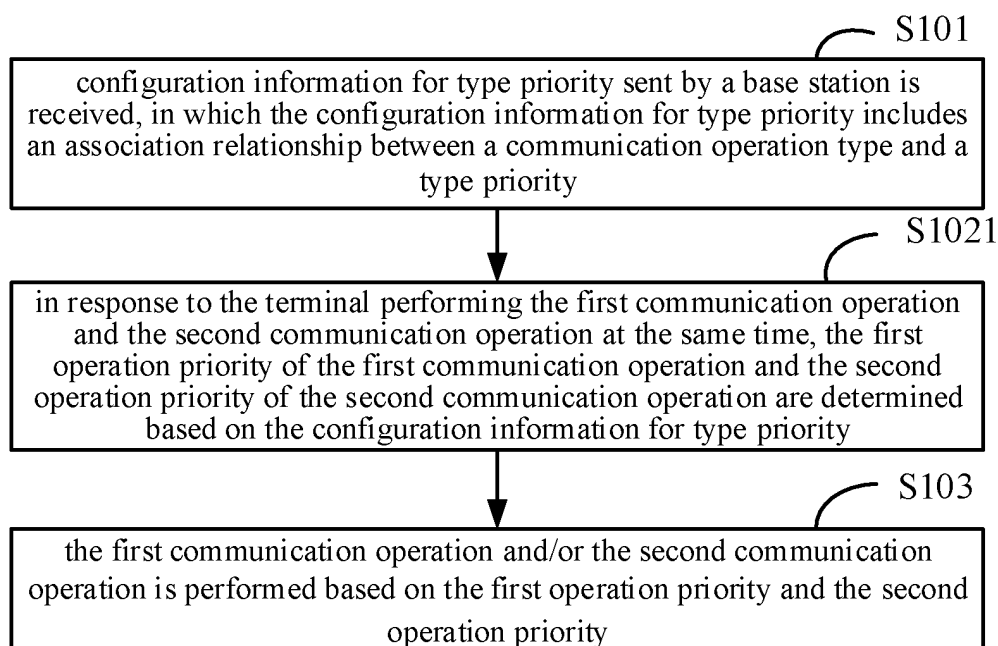 S101
configuration information for type priority sent by a base station is
received, in which the configuration information for type priority includes
an association relationship between a communication operation type and a
type priority
S1021
in response to the terminal performing the first communication operation
and the second communication operation at the same time, the first
operation priority of the first communication operation and the second
operation priority of the second communication operation are determined
based on the configuration information for type priority
S103
the first communication operation and/or the second communication
operation is performed based on the first operation priority and the second
operation priority